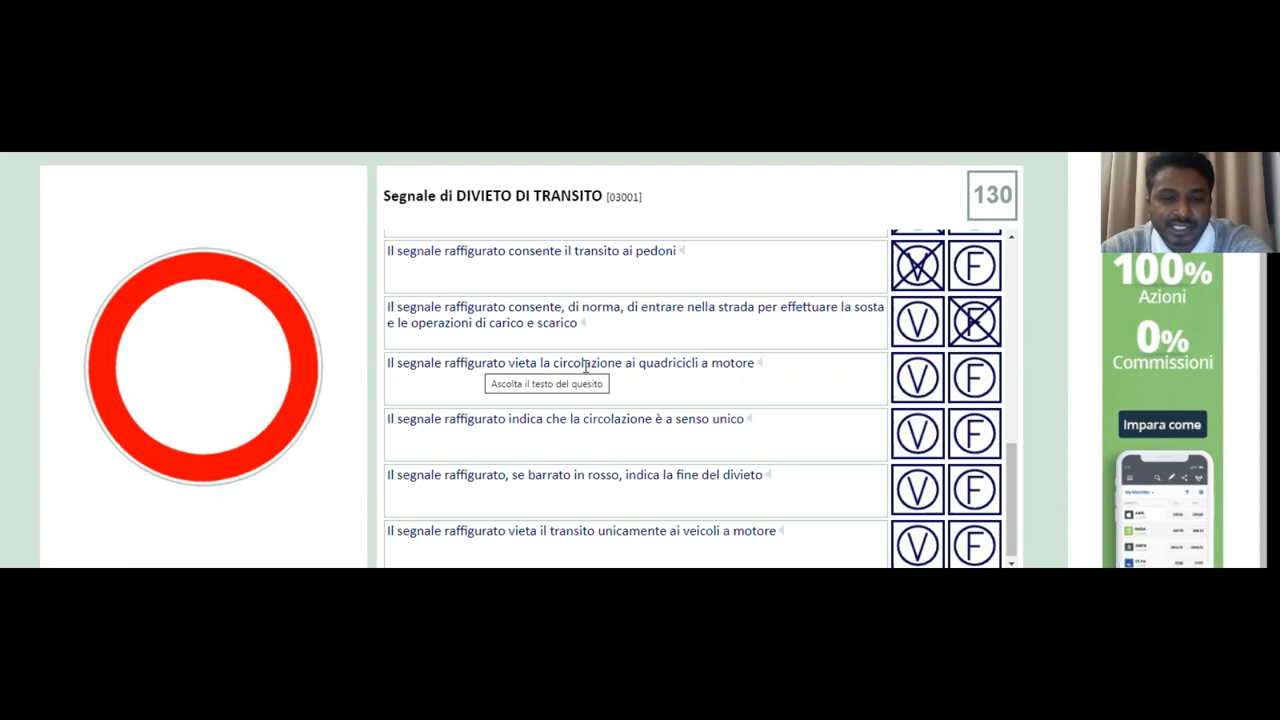 Segnale di DIVIETO DI TRANSITO [03001]
130
Il segnale raffigurato consente il transito ai pedoni
V F
Il segnale raffigurato consente, di norma, di entrare nella strada per effettuare la sosta
e le operazioni di carico e scarico
V F
Il segnale raffigurato vieta la circolazione ai quadricicli a motore
V F
Ascolta il testo del quesito
Il segnale raffigurato indica che la circolazione è a senso unico
V F
Il segnale raffigurato, se barrato in rosso, indica la fine del divieto
V F
Il segnale raffigurato vieta il transito unicamente ai veicoli a motore
V F
100%
Azioni
0%
Commissioni
Impara come